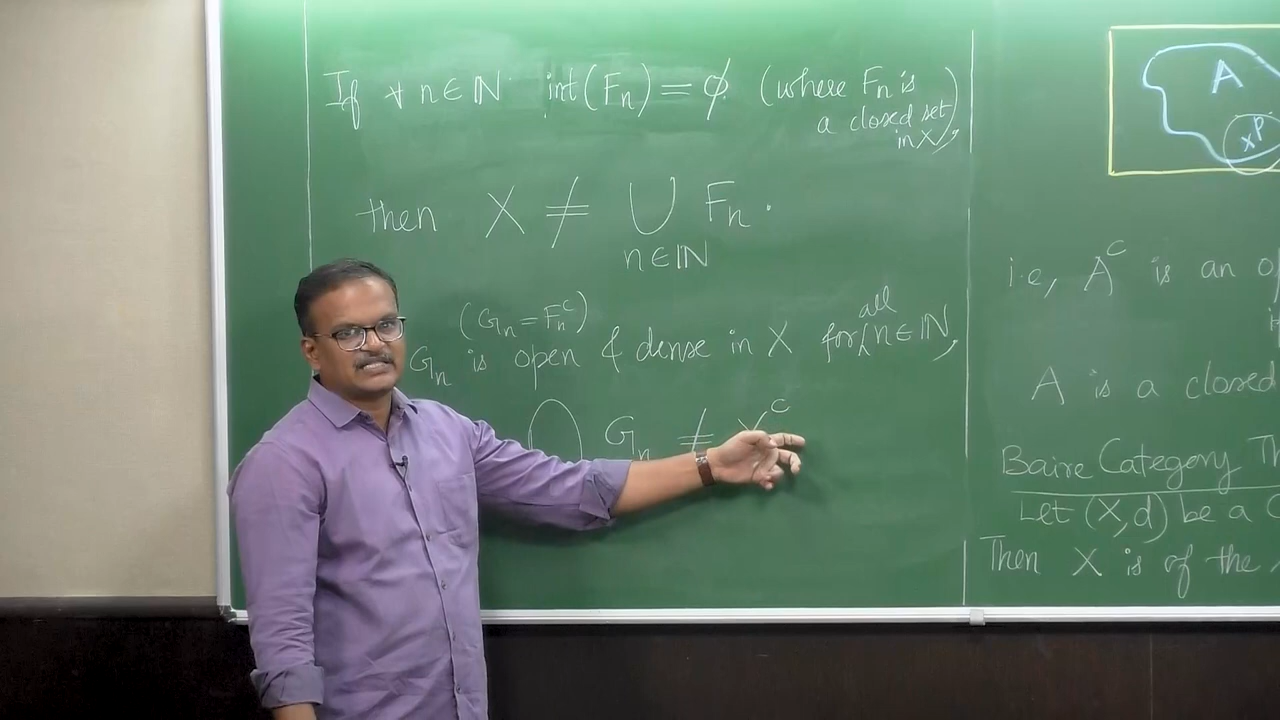 If ∀ n ∈ ℕ int(Fₙ) = ϕ. (where Fₙ is
a closed set
in X),
then X ≠ ⋃ Fₙ.
n ∈ ℕ
(Gₙ = Fₙᶜ)
all
Gₙ is open & dense in X for n ∈ ℕ,
⋂ Gₙ ≠ Xᶜ
A
xP
i.e, Aᶜ is an
A is a closed
Baire Category
Let (X,d) be a
Then X is of the